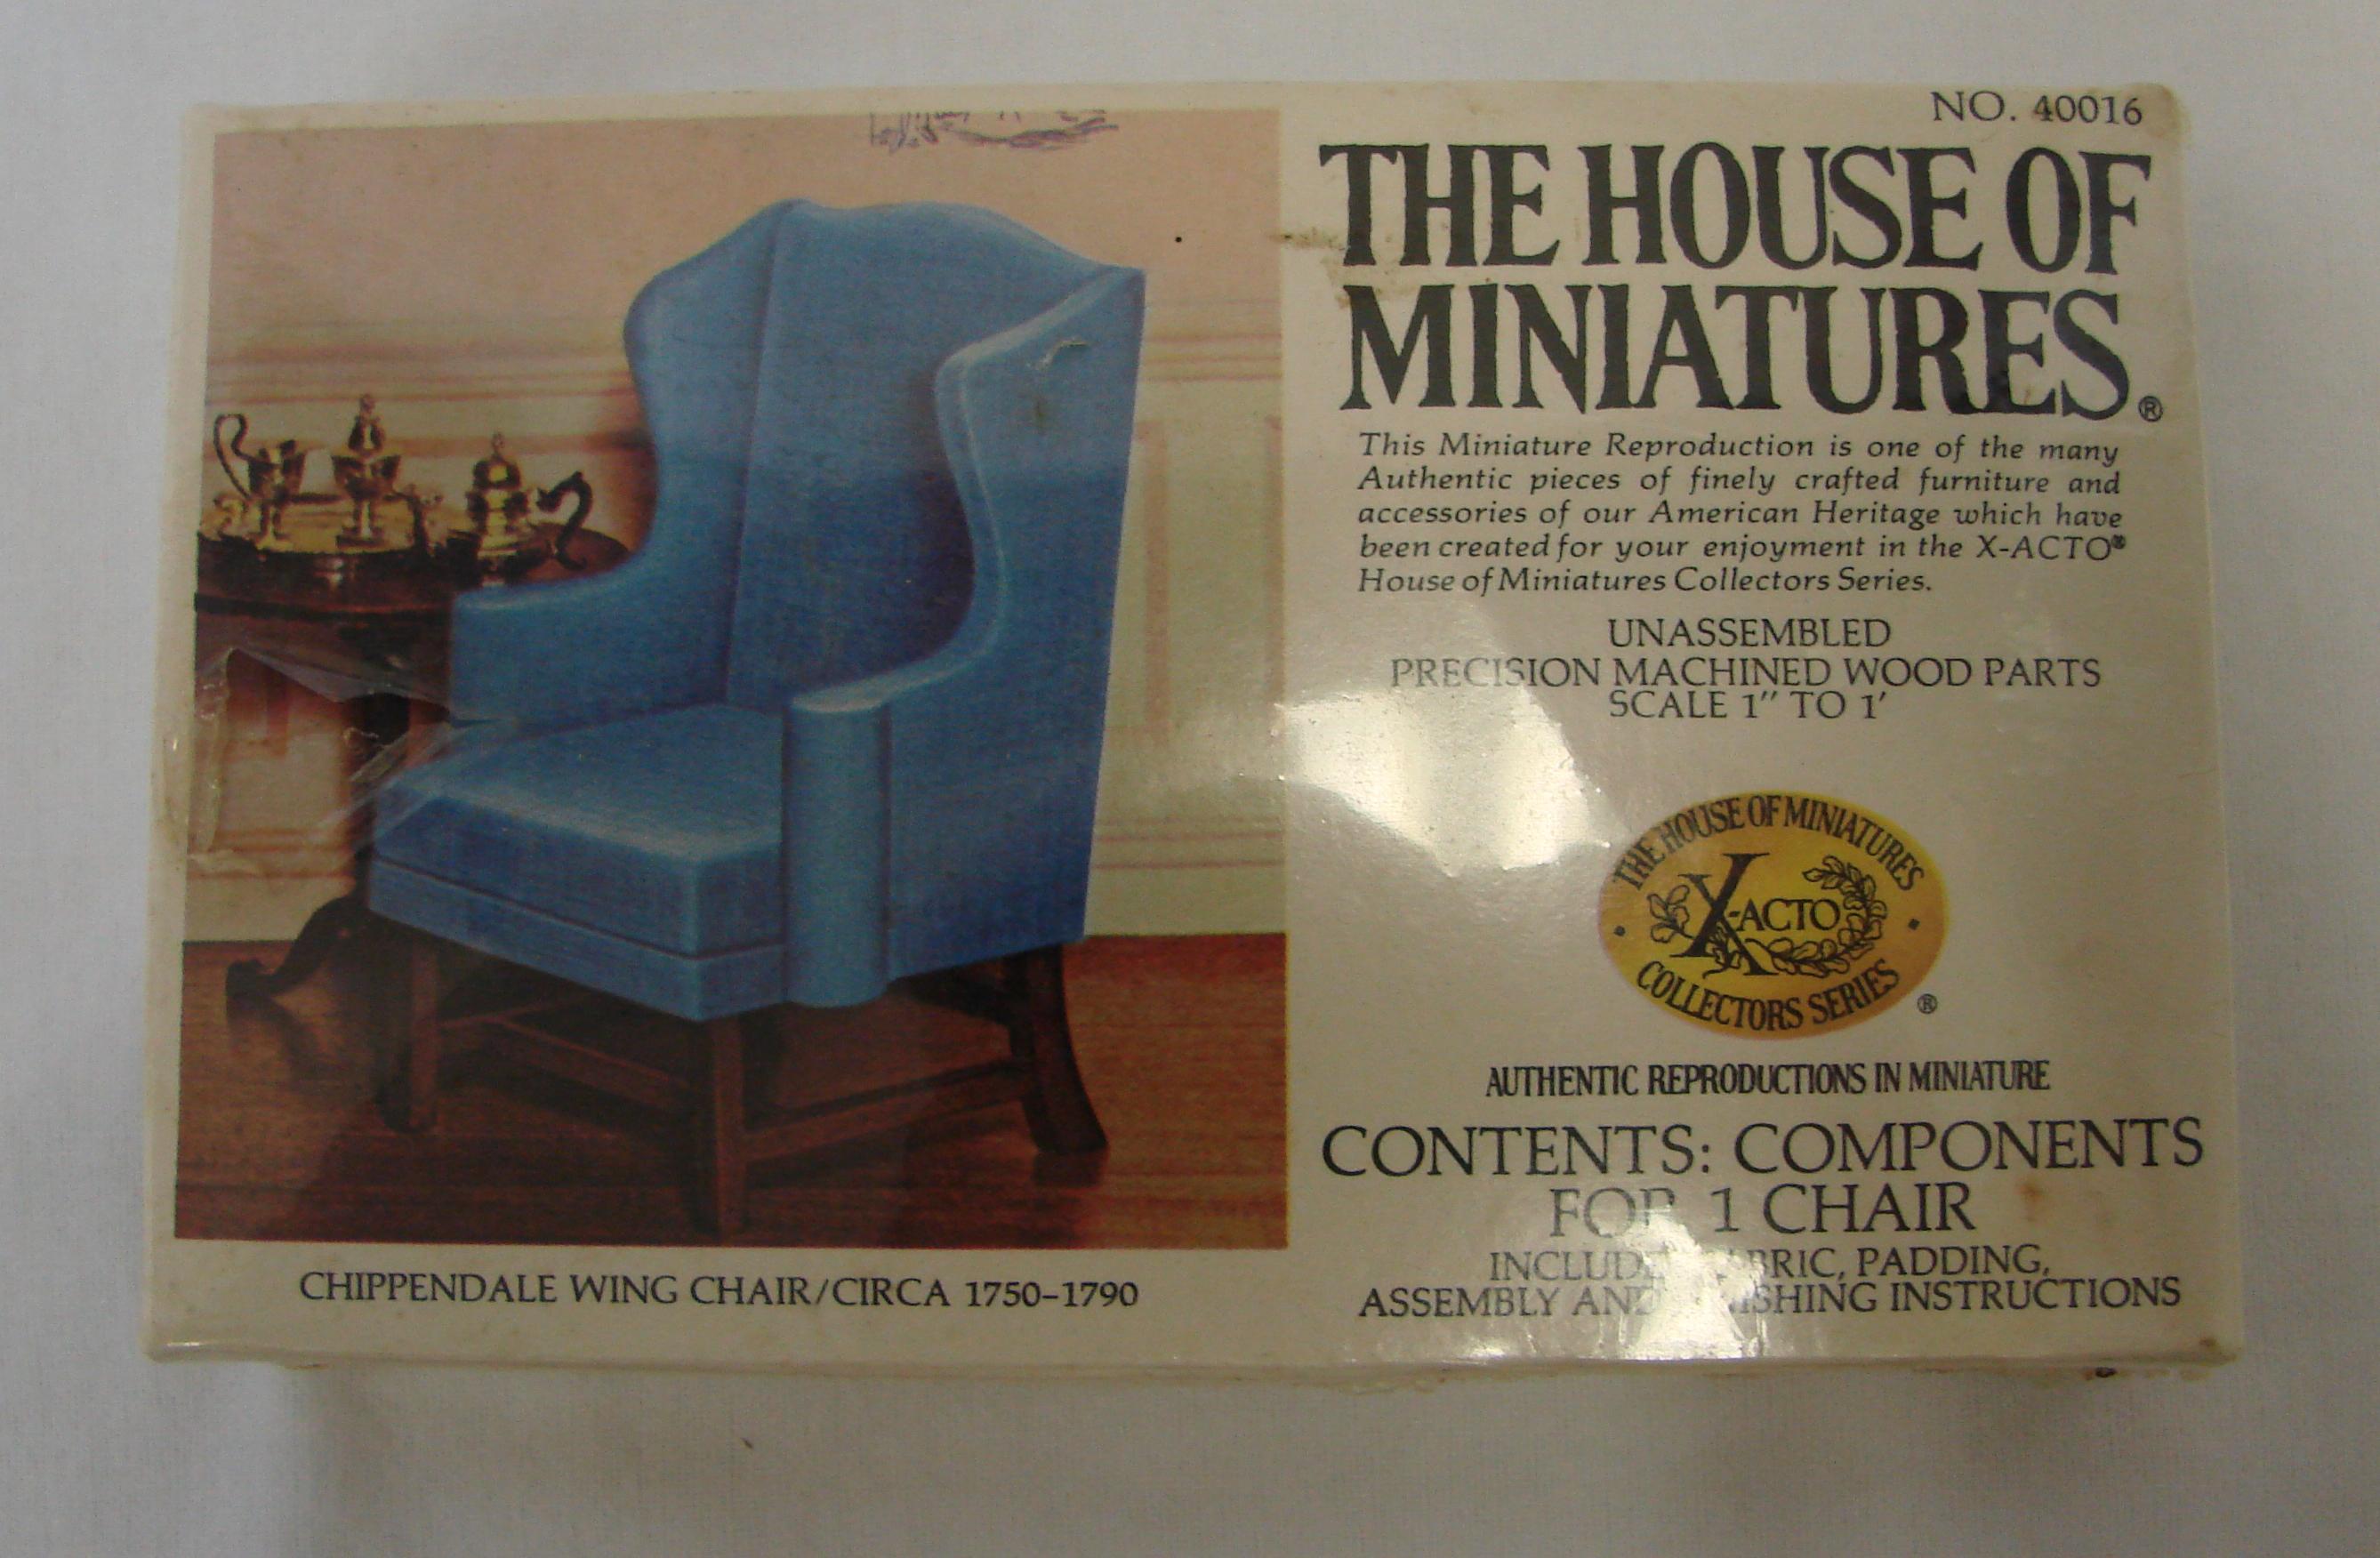 NO. 40016
THE HOUSE OF
MINIATURES®
This Miniature Reproduction is one of the many
Authentic pieces of finely crafted furniture and
accessories of our American Heritage which have
been created for your enjoyment in the X-ACTO®
House of Miniatures Collectors Series.
UNASSEMBLED
PRECISION MACHINED WOOD PARTS
SCALE 1" TO 1'
THE HOUSE OF MINIATURES
X-ACTO
COLLECTORS SERIES ®
AUTHENTIC REPRODUCTIONS IN MINIATURE
CONTENTS: COMPONENTS
FOR 1 CHAIR
PADDING,
ASSEMBLY AND INSTRUCTIONS
CHIPPENDALE WING CHAIR/CIRCA 1750-1790